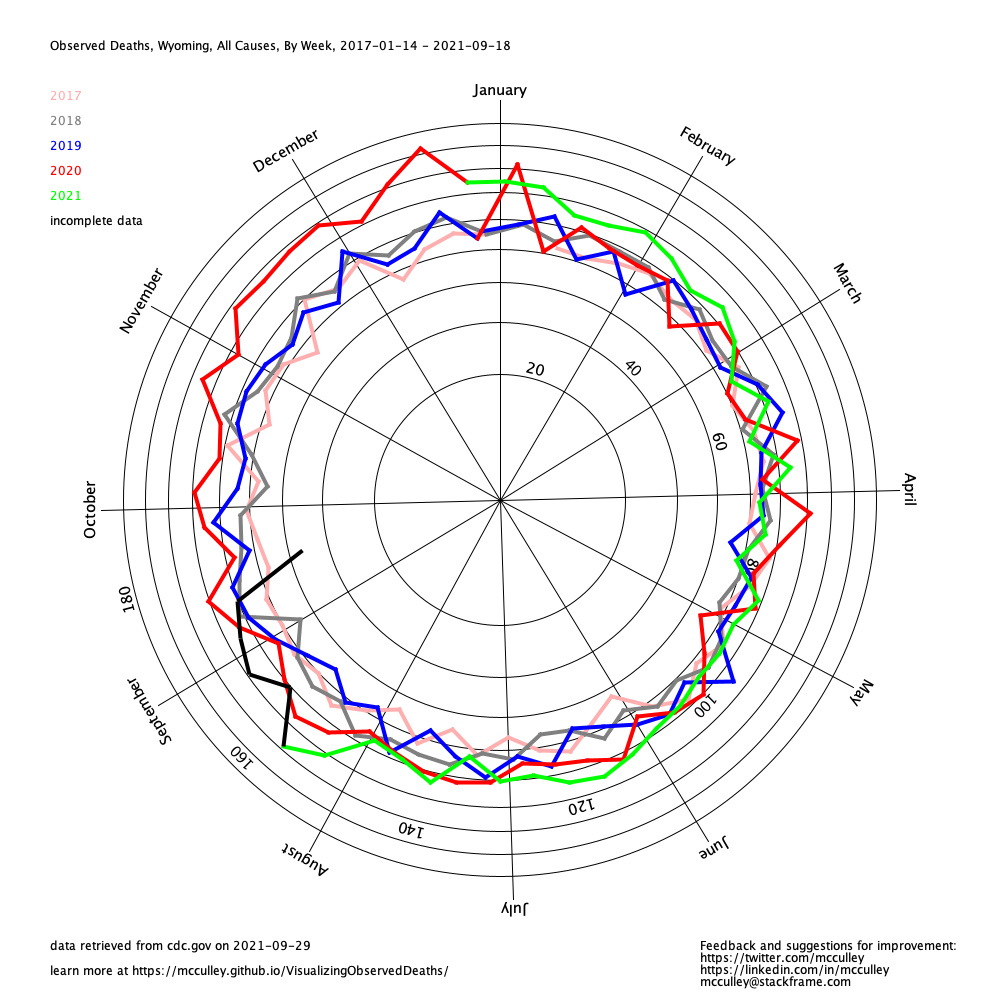 Observed Deaths, Wyoming, All Causes, By Week, 2017-01-14 - 2021-09-18
January
2017
2018
2019
2020
2021
incomplete data
December
February
November
March
20
40
60
October
April
80
180
September
May
100
160
120
140
August
June
July
data retrieved from cdc.gov on 2021-09-29
learn more at https://mcculley.github.io/VisualizingObservedDeaths/
Feedback and suggestions for improvement:
https://twitter.com/mcculley
https://linkedin.com/in/mcculley
mcculley@stackframe.com